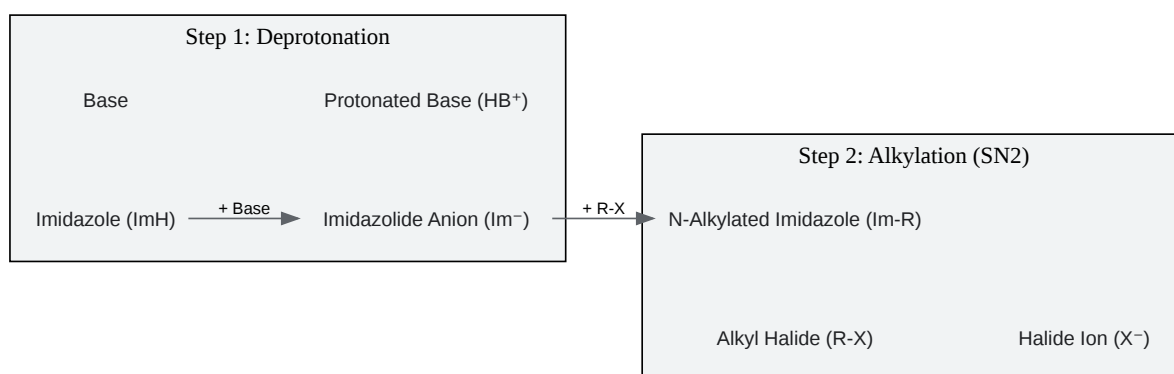 Step 1: Deprotonation
Base
Protonated Base (HB⁺)
Imidazole (ImH)
+ Base
Imidazolide Anion (Im⁻)
+ R-X
Step 2: Alkylation (SN2)
N-Alkylated Imidazole (Im-R)
Alkyl Halide (R-X)
Halide Ion (X⁻)